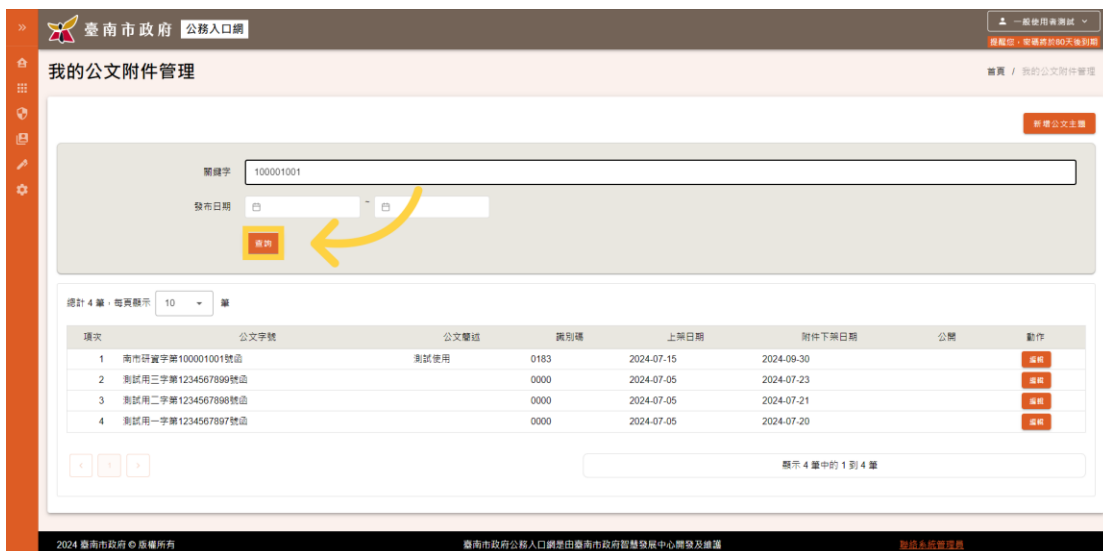 臺南市政府 公務入口網
一般使用者測試
提醒您，密碼將於80天後到期
我的公文附件管理
首頁 / 我的公文附件管理
新增公文主旨
關鍵字 100001001
發布日期 ~
查詢
總計 4 筆，每頁顯示 10 筆
項次 公文字號 公文簡述 識別碼 上架日期 附件下架日期 公開 動作
1 南市研資字第100001001號函 測試使用 0183 2024-07-15 2024-09-30 編輯
2 測試用三字第1234567899號函 0000 2024-07-05 2024-07-23 編輯
3 測試用二字第1234567898號函 0000 2024-07-05 2024-07-21 編輯
4 測試用一字第1234567897號函 0000 2024-07-05 2024-07-20 編輯
‹ 1 ›
顯示 4 筆中的 1 到 4 筆
2024 臺南市政府 © 版權所有
臺南市政府公務入口網是由臺南市政府智慧發展中心開發及維護
聯絡系統管理員